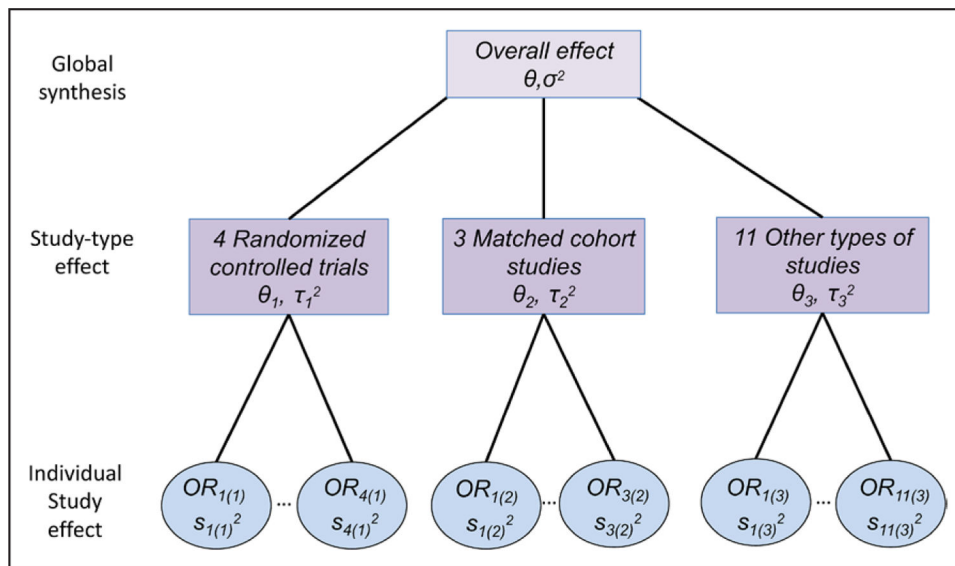 Global
synthesis
Overall effect
θ,σ²
Study-type
effect
4 Randomized
controlled trials
θ₁, τ₁²
3 Matched cohort
studies
θ₂, τ₂²
11 Other types of
studies
θ₃, τ₃²
Individual
Study
effect
OR₁₍₁₎
s₁₍₁₎²
...
OR₄₍₁₎
s₄₍₁₎²
OR₁₍₂₎
s₁₍₂₎²
...
OR₃₍₂₎
s₃₍₂₎²
OR₁₍₃₎
s₁₍₃₎²
...
OR₁₁₍₃₎
s₁₁₍₃₎²